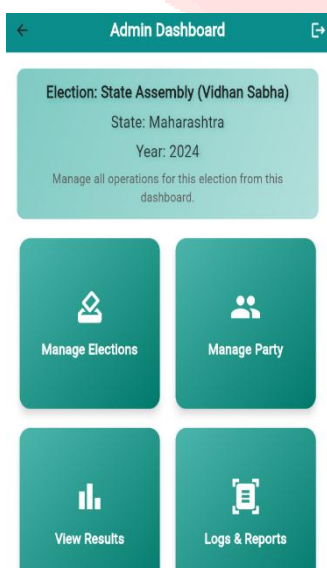 Admin Dashboard
Election: State Assembly (Vidhan Sabha)
State: Maharashtra
Year: 2024
Manage all operations for this election from this
dashboard.
Manage Elections
Manage Party
View Results
Logs & Reports